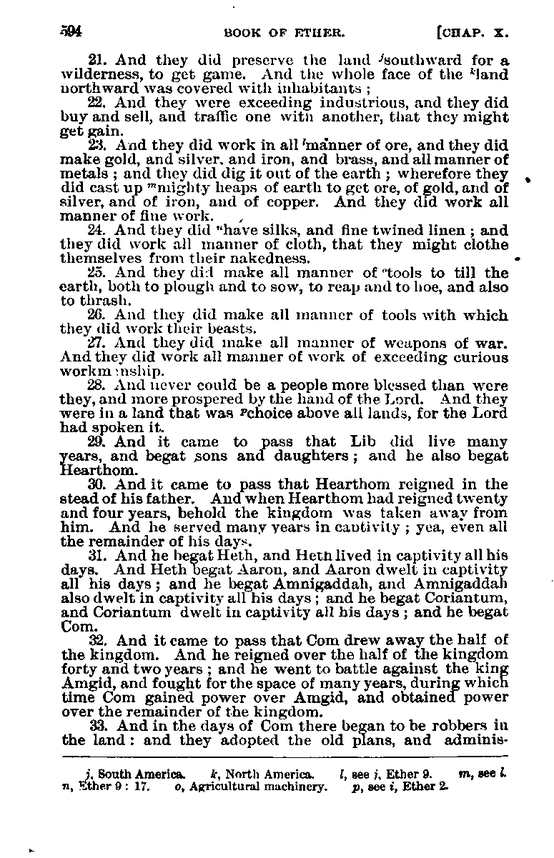 594 BOOK OF ETHER. [CHAP. X.
21. And they did preserve the land ʲsouthward for a
wilderness, to get game. And the whole face of the ᵏland
northward was covered with inhabitants ;
22. And they were exceeding industrious, and they did
buy and sell, and traffic one with another, that they might
get gain.
23. And they did work in all ˡmanner of ore, and they did
make gold, and silver, and iron, and brass, and all manner of
metals ; and they did dig it out of the earth ; wherefore they
did cast up ᵐmighty heaps of earth to get ore, of gold, and of
silver, and of iron, and of copper. And they did work all
manner of fine work.
24. And they did ⁿhave silks, and fine twined linen ; and
they did work all manner of cloth, that they might clothe
themselves from their nakedness.
25. And they did make all manner of ᵒtools to till the
earth, both to plough and to sow, to reap and to hoe, and also
to thrash.
26. And they did make all manner of tools with which
they did work their beasts.
27. And they did make all manner of weapons of war.
And they did work all manner of work of exceeding curious
workmanship.
28. And never could be a people more blessed than were
they, and more prospered by the hand of the Lord. And they
were in a land that was ᵖchoice above all lands, for the Lord
had spoken it.
29. And it came to pass that Lib did live many
years, and begat sons and daughters ; and he also begat
Hearthom.
30. And it came to pass that Hearthom reigned in the
stead of his father. And when Hearthom had reigned twenty
and four years, behold the kingdom was taken away from
him. And he served many years in captivity ; yea, even all
the remainder of his days.
31. And he begat Heth, and Heth lived in captivity all his
days. And Heth begat Aaron, and Aaron dwelt in captivity
all his days ; and he begat Amnigaddah, and Amnigaddah
also dwelt in captivity all his days ; and he begat Coriantum,
and Coriantum dwelt in captivity all his days ; and he begat
Com.
32. And it came to pass that Com drew away the half of
the kingdom. And he reigned over the half of the kingdom
forty and two years ; and he went to battle against the king
Amgid, and fought for the space of many years, during which
time Com gained power over Amgid, and obtained power
over the remainder of the kingdom.
33. And in the days of Com there began to be robbers in
the land : and they adopted the old plans, and adminis-
j, South America. k, North America. l, see j, Ether 9. m, see l.
n, Ether 9 : 17. o, Agricultural machinery. p, see i, Ether 2.